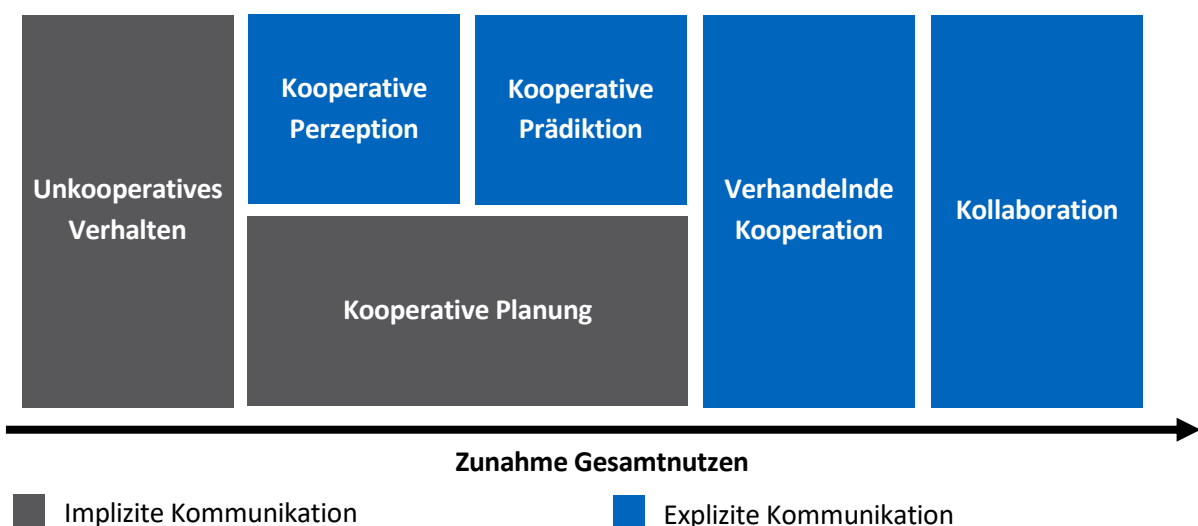 Unkooperatives
Verhalten
Kooperative
Perzeption
Kooperative
Prädiktion
Kooperative Planung
Verhandelnde
Kooperation
Kollaboration
Zunahme Gesamtnutzen
Implizite Kommunikation
Explizite Kommunikation